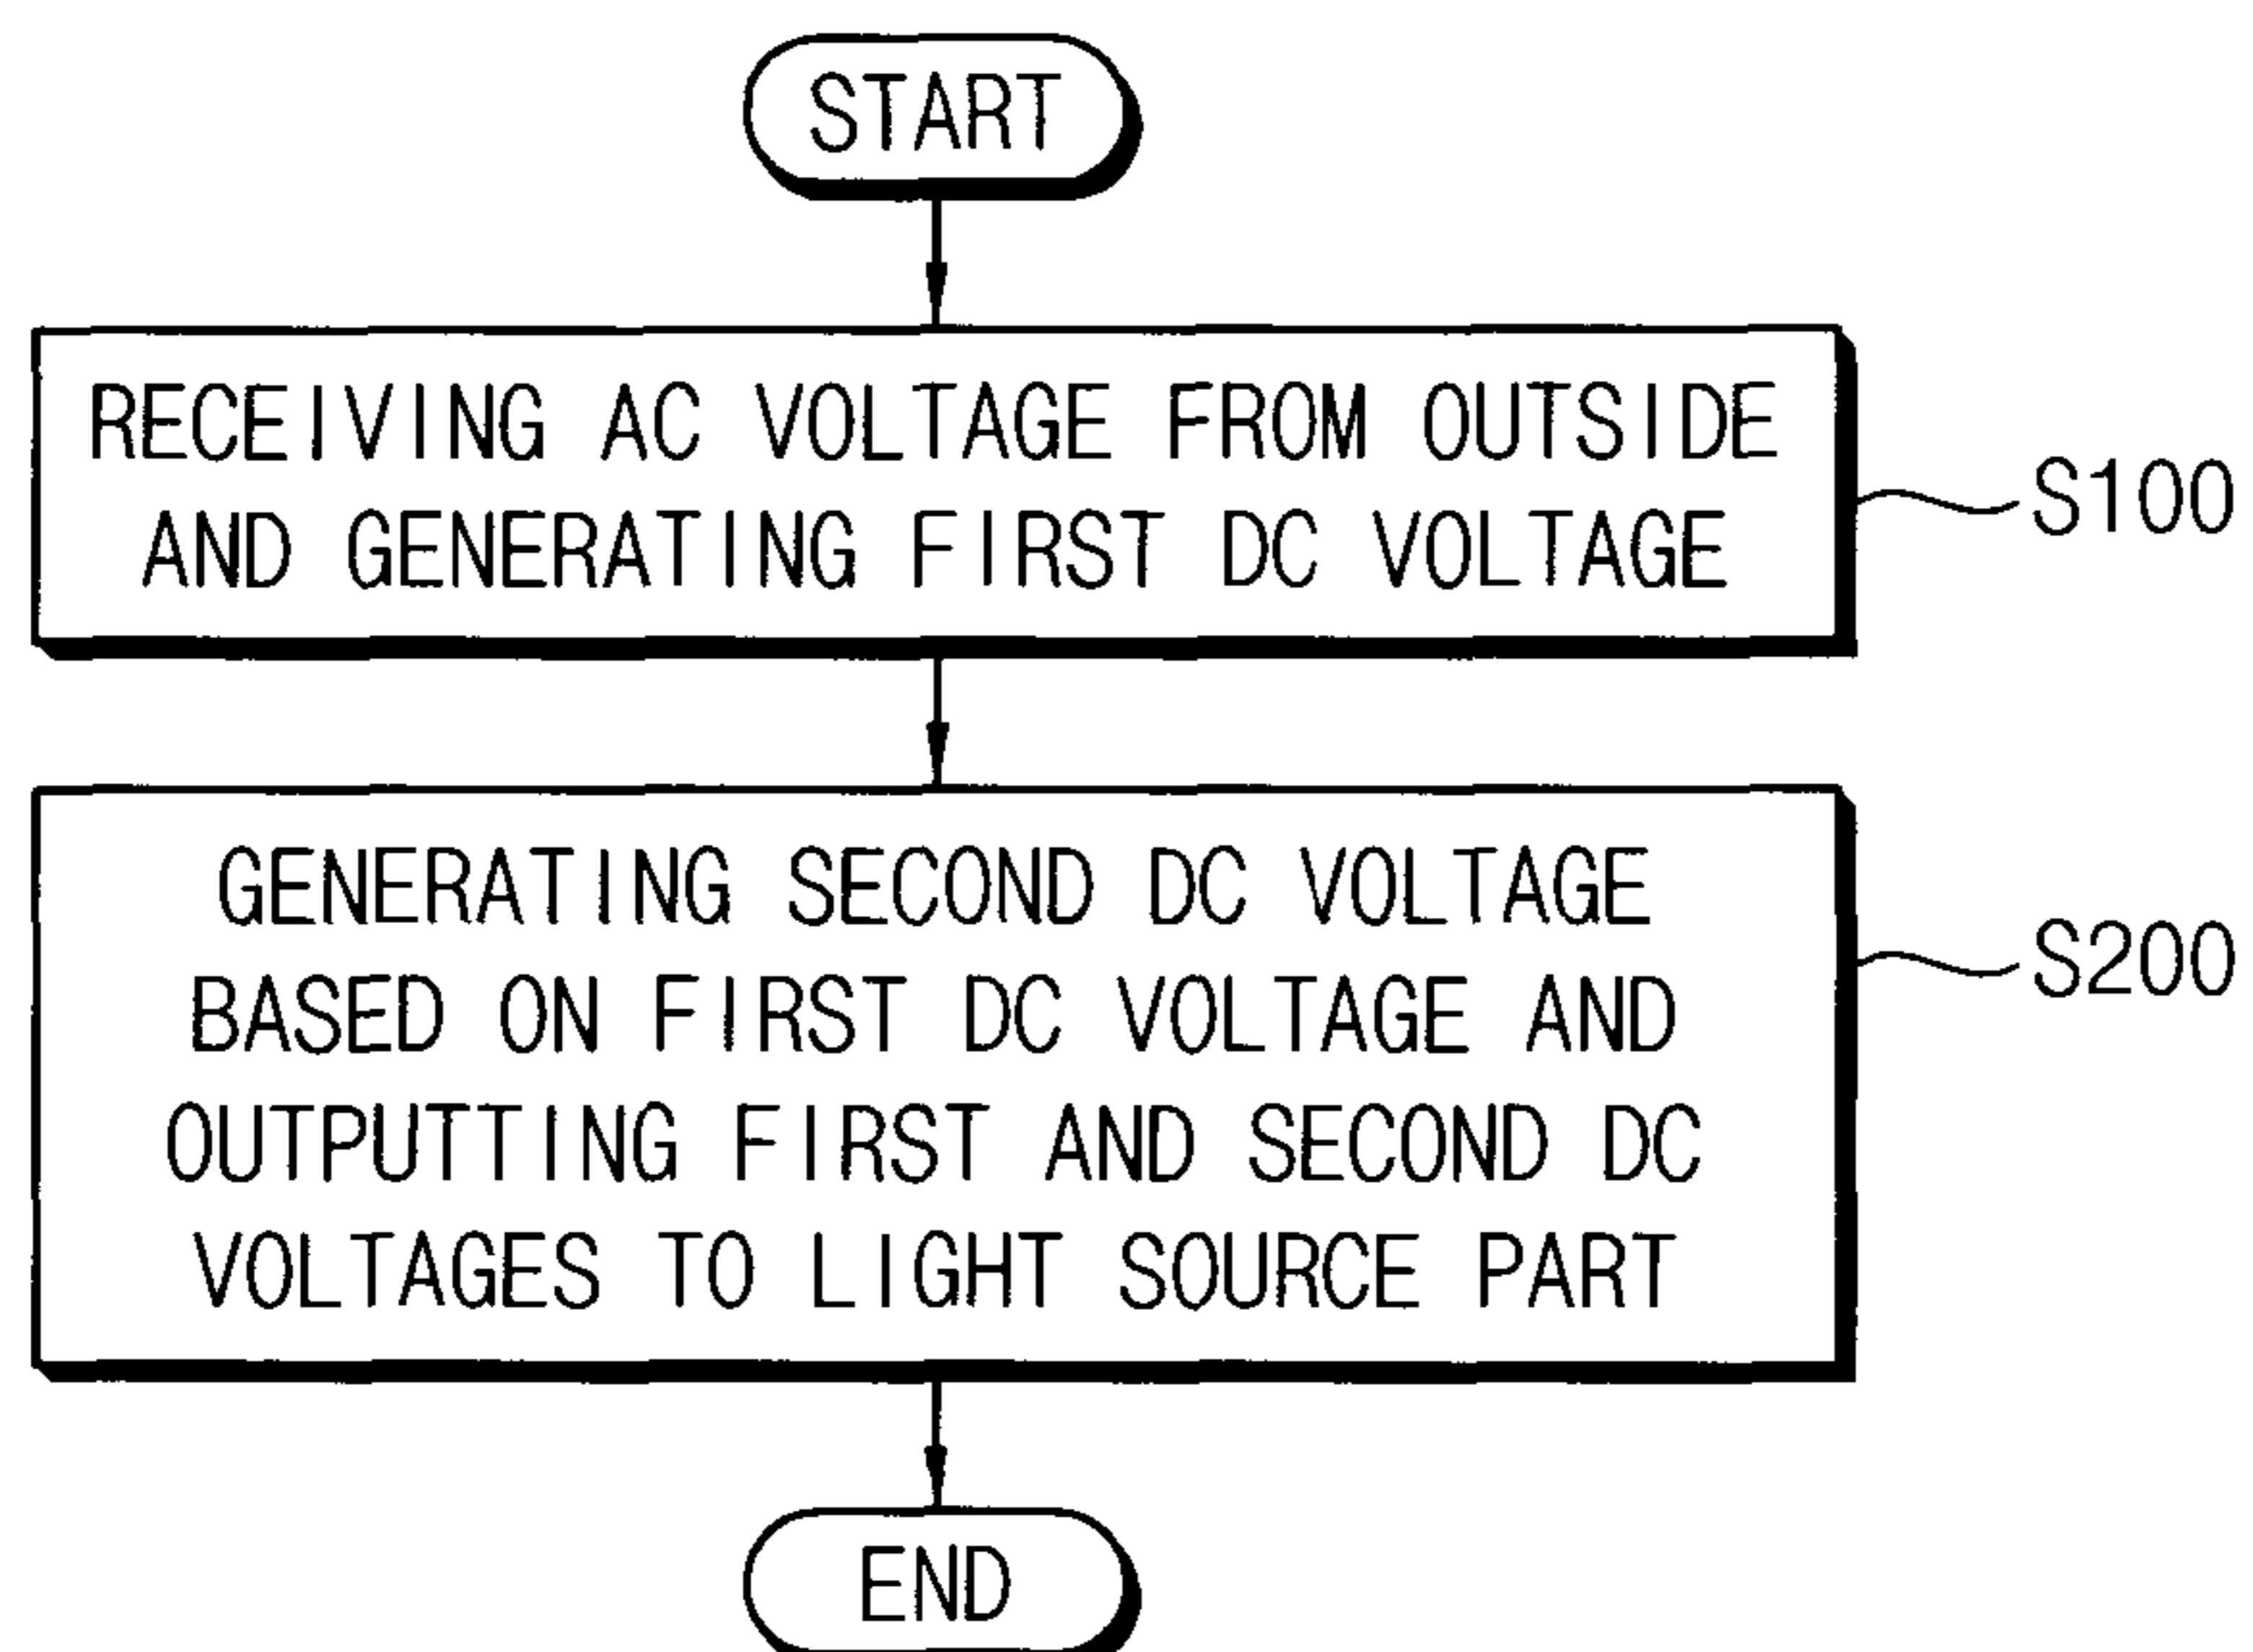 START
RECEIVING AC VOLTAGE FROM OUTSIDE
AND GENERATING FIRST DC VOLTAGE
S100
GENERATING SECOND DC VOLTAGE
BASED ON FIRST DC VOLTAGE AND
OUTPUTTING FIRST AND SECOND DC
VOLTAGES TO LIGHT SOURCE PART
S200
END